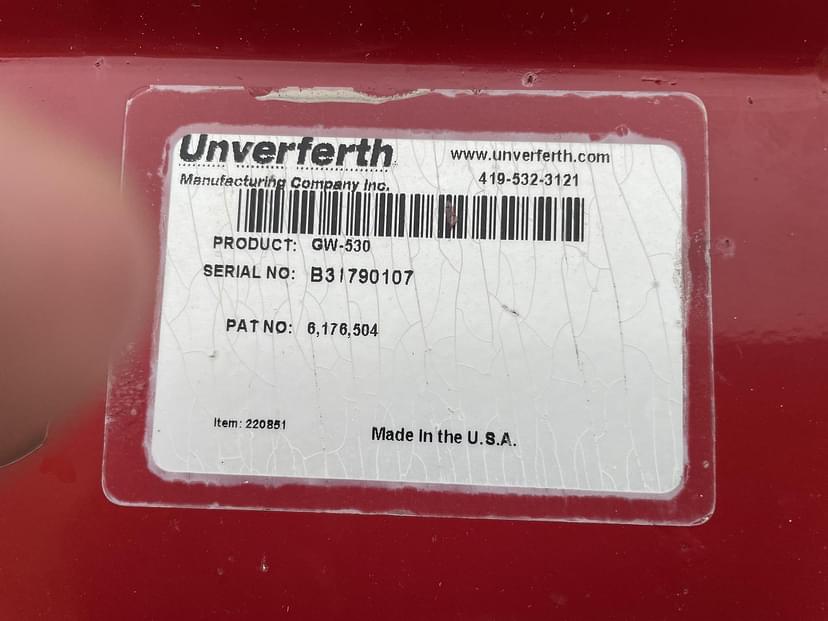 Unverferth
Manufacturing Company Inc.
www.unverferth.com
419-532-3121
PRODUCT: GW-530
SERIAL NO: B31790107
PAT NO: 6,176,504
Item: 220851
Made In the U.S.A.